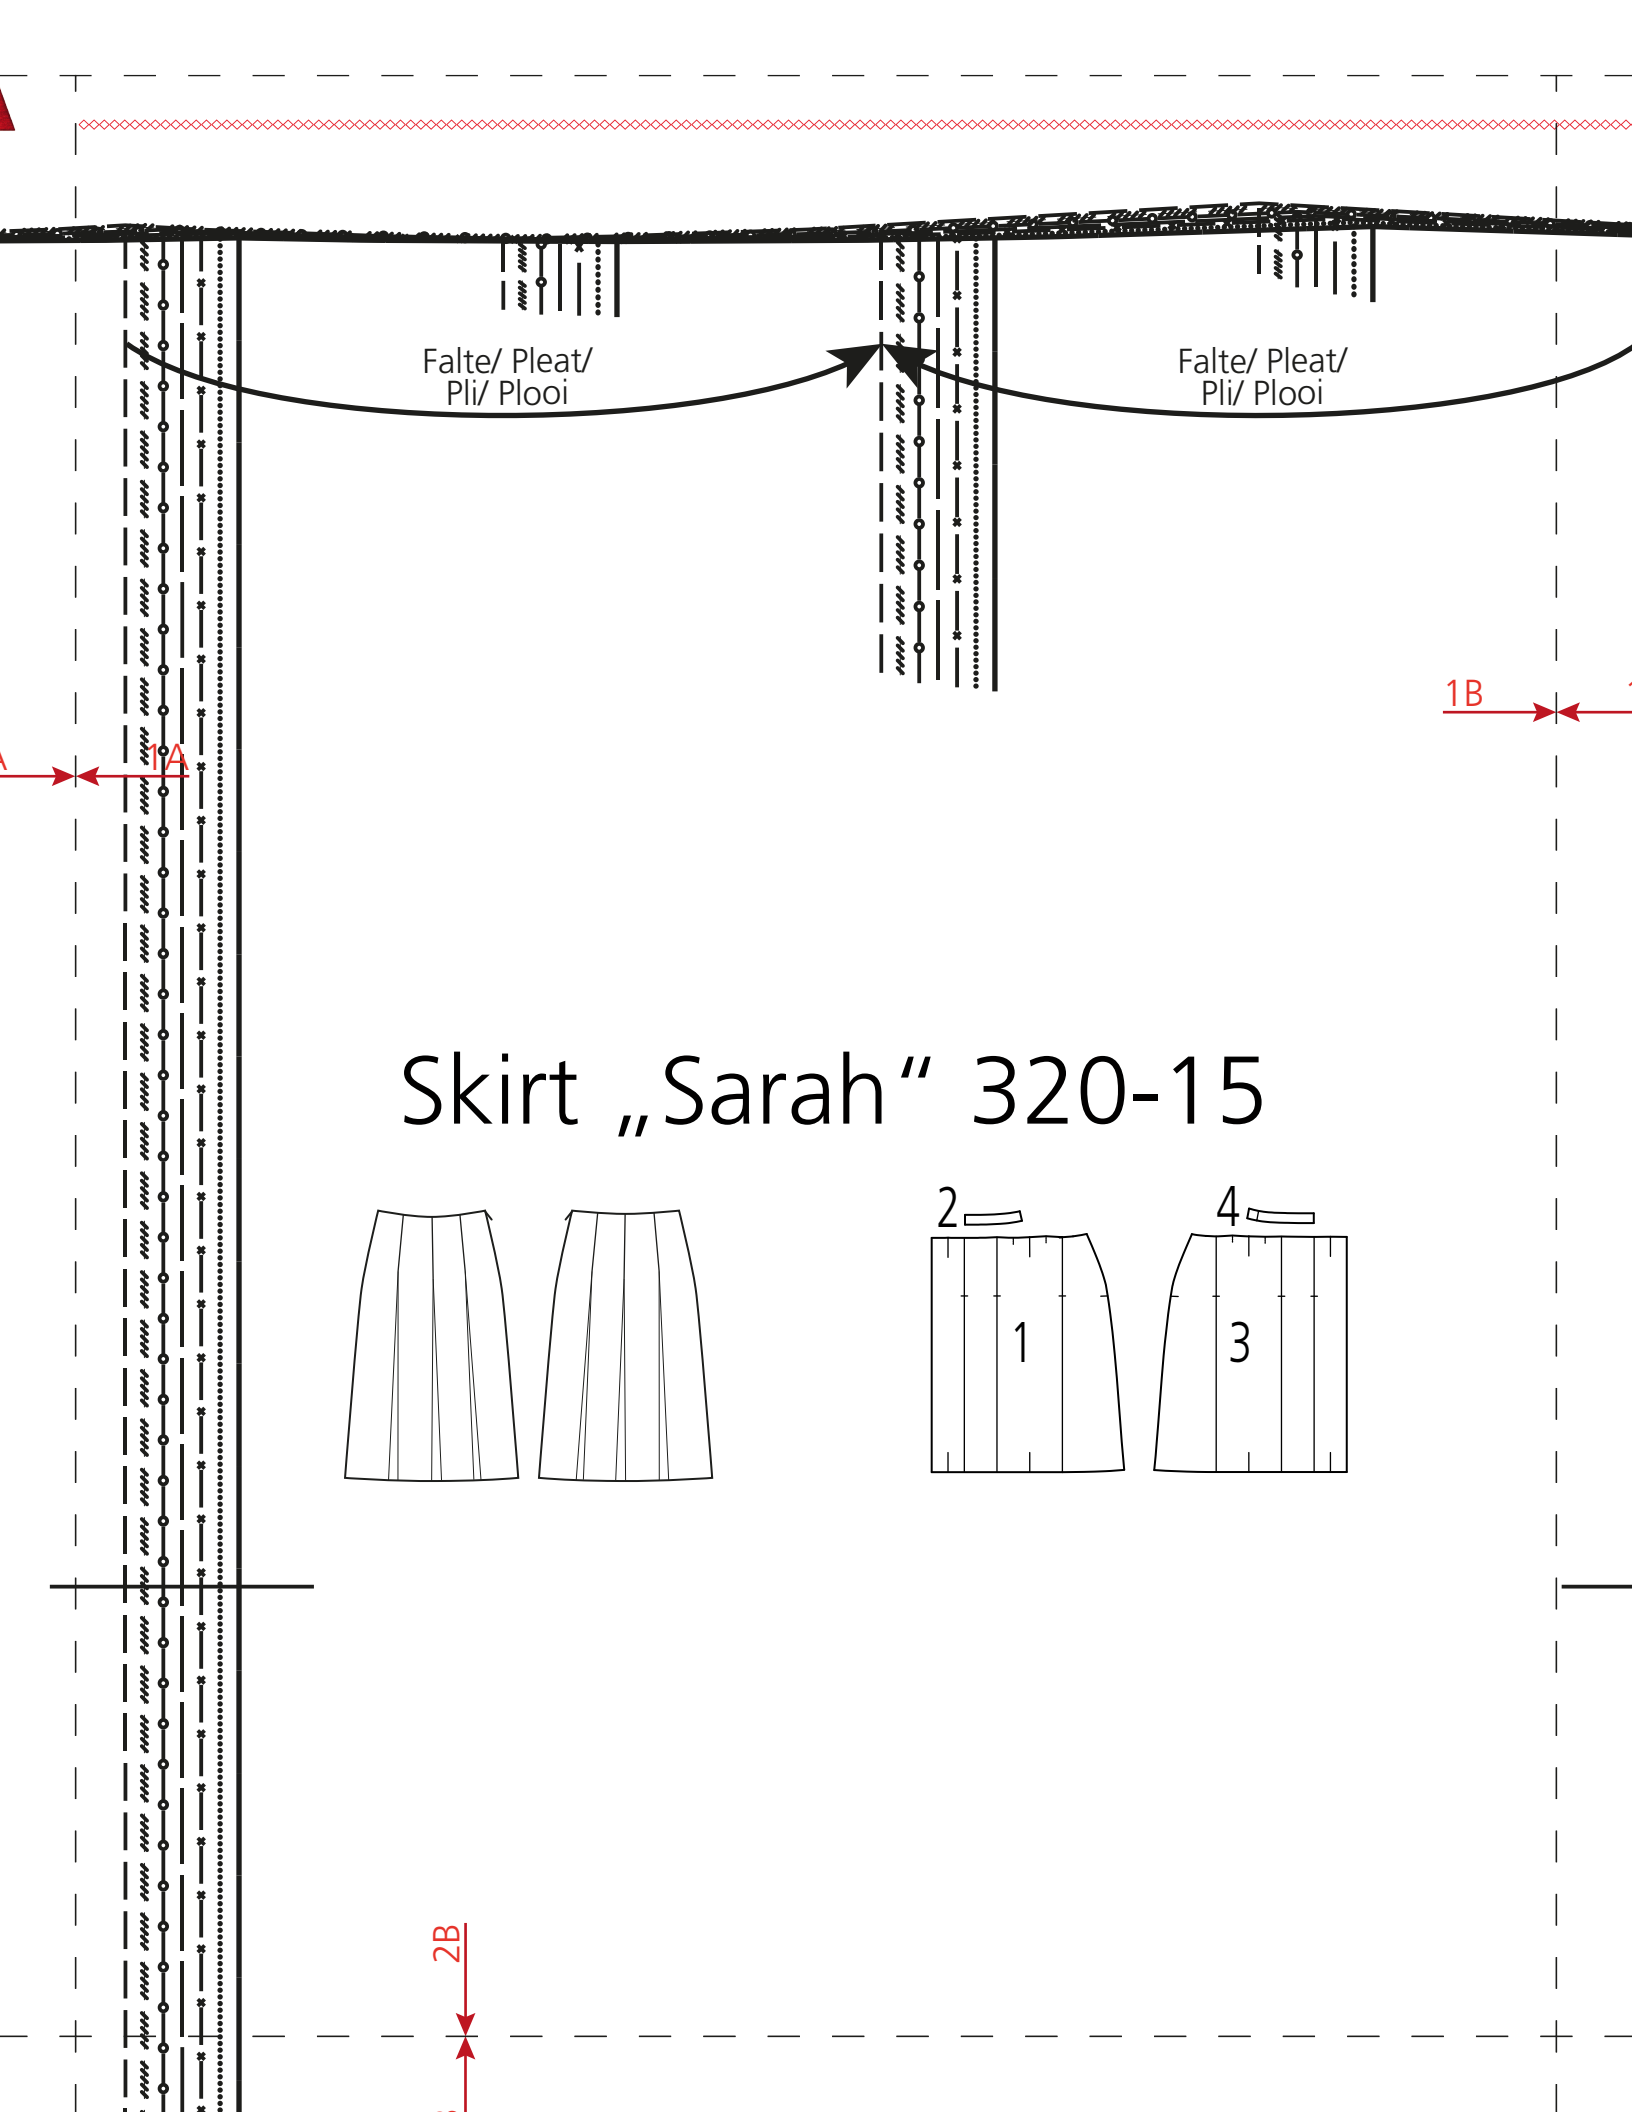 Falte/ Pleat/
Pli/ Plooi
Falte/ Pleat/
Pli/ Plooi
1B
1A
Skirt „Sarah“ 320-15
2
4
1
3
2B